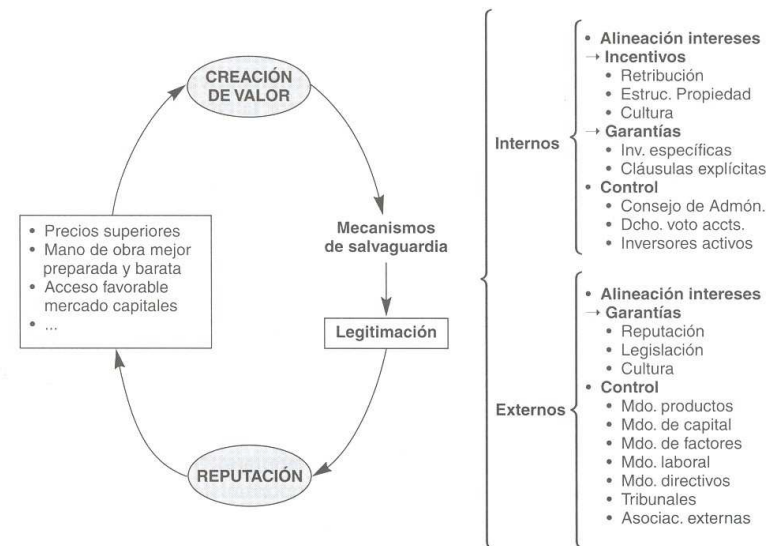 CREACIÓN
DE VALOR
Mecanismos
de salvaguardia
Legitimación
REPUTACIÓN
• Precios superiores
• Mano de obra mejor
preparada y barata
• Acceso favorable
mercado capitales
• ...
Internos
• Alineación intereses
→ Incentivos
• Retribución
• Estruc. Propiedad
• Cultura
→ Garantías
• Inv. específicas
• Cláusulas explícitas
• Control
• Consejo de Admón.
• Dcho. voto accts.
• Inversores activos
Externos
• Alineación intereses
→ Garantías
• Reputación
• Legislación
• Cultura
• Control
• Mdo. productos
• Mdo. de capital
• Mdo. de factores
• Mdo. laboral
• Mdo. directivos
• Tribunales
• Asociac. externas